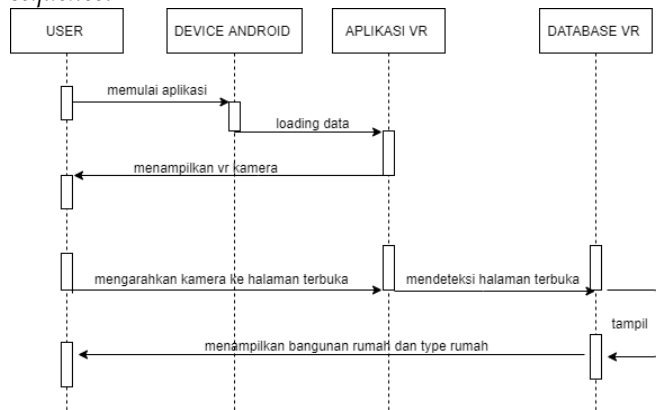 sequence.
USER
DEVICE ANDROID
APLIKASI VR
DATABASE VR
memulai aplikasi
loading data
menampilkan vr kamera
mengarahkan kamera ke halaman terbuka
mendeteksi halaman terbuka
tampil
menampilkan bangunan rumah dan type rumah